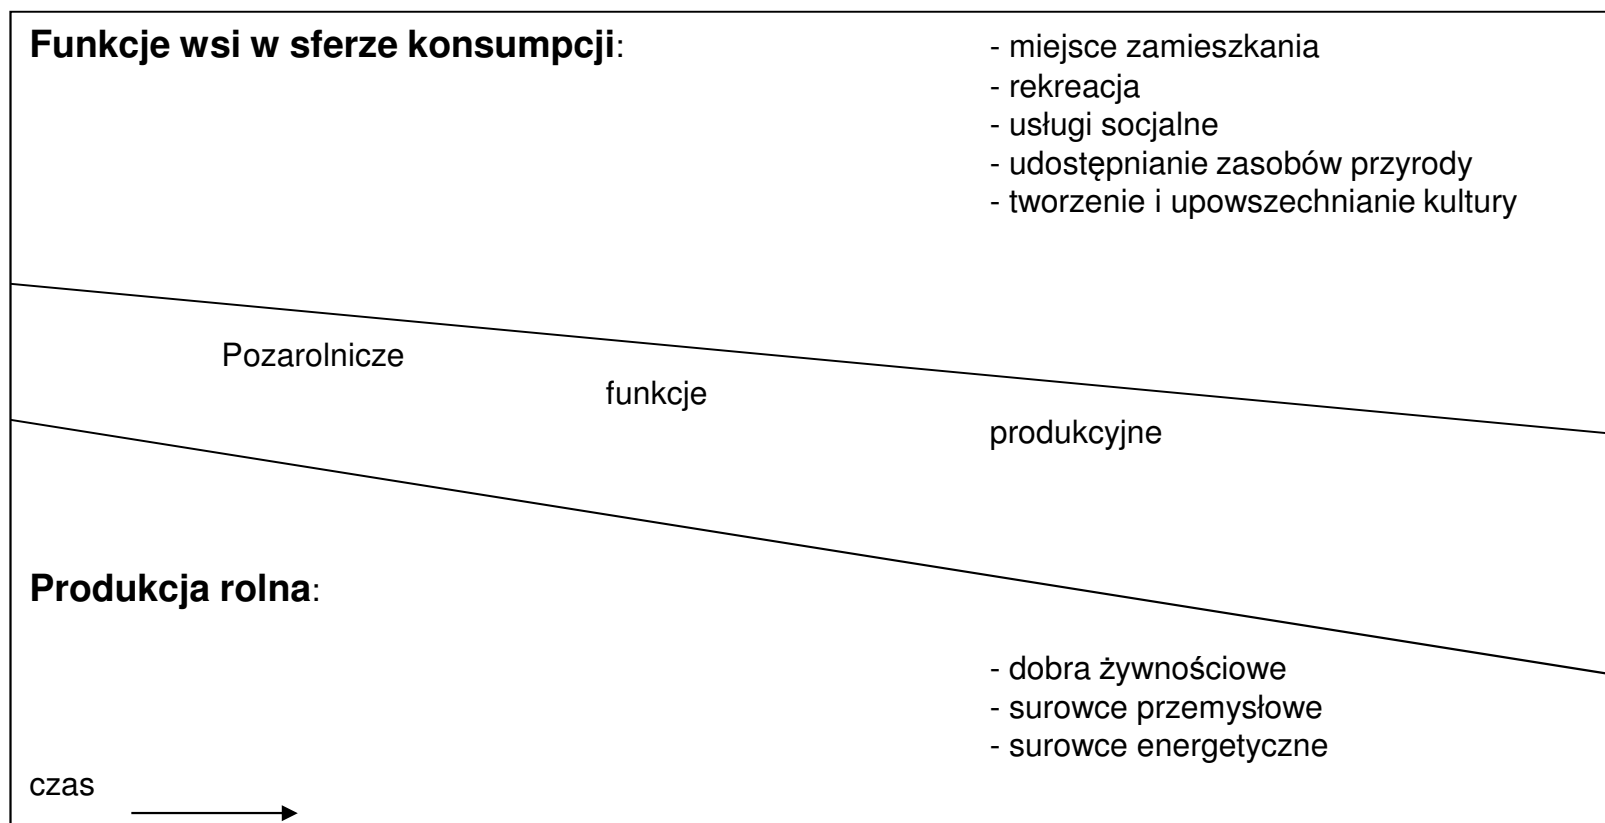 Funkcje wsi w sferze konsumpcji:
- miejsce zamieszkania
- rekreacja
- usługi socjalne
- udostępnianie zasobów przyrody
- tworzenie i upowszechnianie kultury
Pozarolnicze
funkcje
produkcyjne
Produkcja rolna:
- dobra żywnościowe
- surowce przemysłowe
- surowce energetyczne
czas